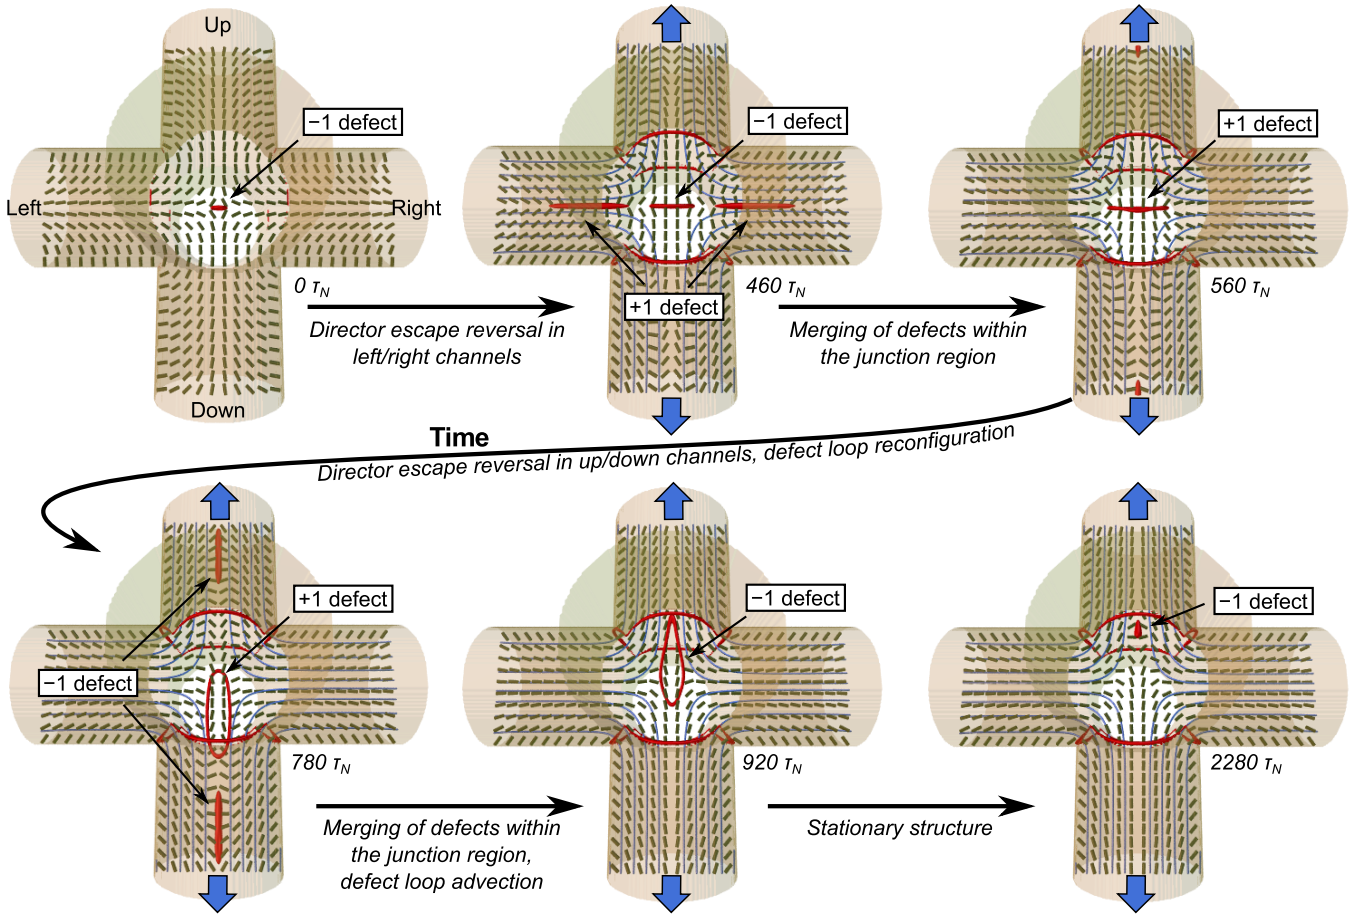 Up
−1 defect
Left
Right
Down
0 τN
Director escape reversal in
left/right channels
−1 defect
+1 defect
460 τN
Merging of defects within
the junction region
+1 defect
560 τN
Time
Director escape reversal in up/down channels, defect loop reconfiguration
+1 defect
−1 defect
780 τN
Merging of defects within
the junction region,
defect loop advection
−1 defect
920 τN
Stationary structure
−1 defect
2280 τN